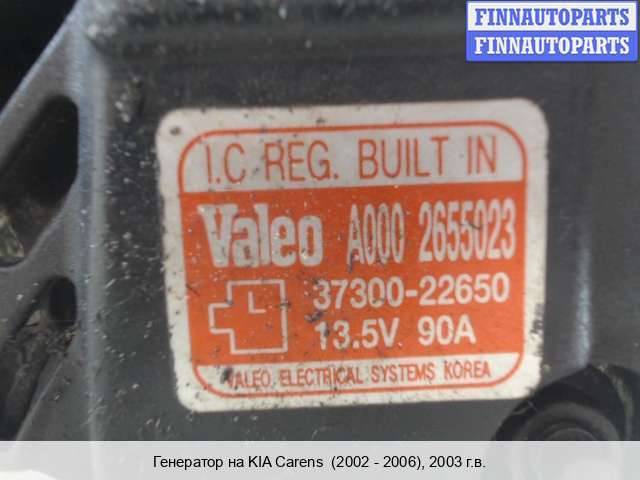 FINNAUTOPARTS
FINNAUTOPARTS
I.C REG. BUILT IN
Valeo A000 2655023
37300-22650
13.5V 90A
VALEO ELECTRICAL SYSTEMS KOREA
Генератор на KIA Carens (2002 - 2006), 2003 г.в.